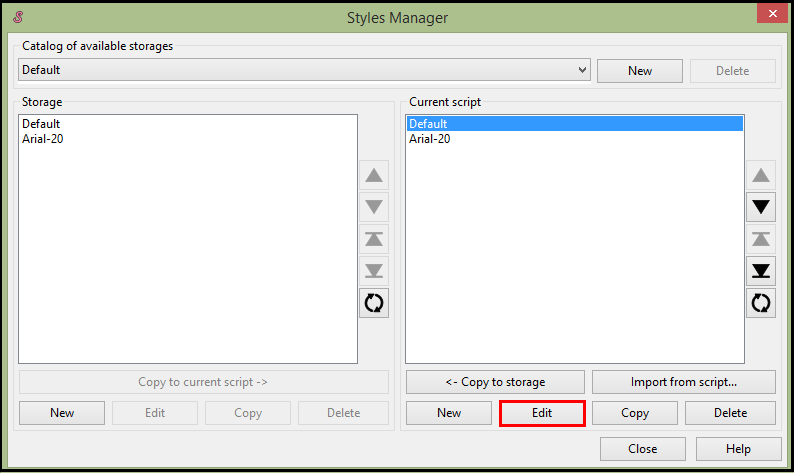 Styles Manager
Catalog of available storages
Default
New
Delete
Storage
Default
Arial-20
Copy to current script ->
New
Edit
Copy
Delete
Current script
Default
Arial-20
<- Copy to storage
Import from script...
New
Edit
Copy
Delete
Close
Help